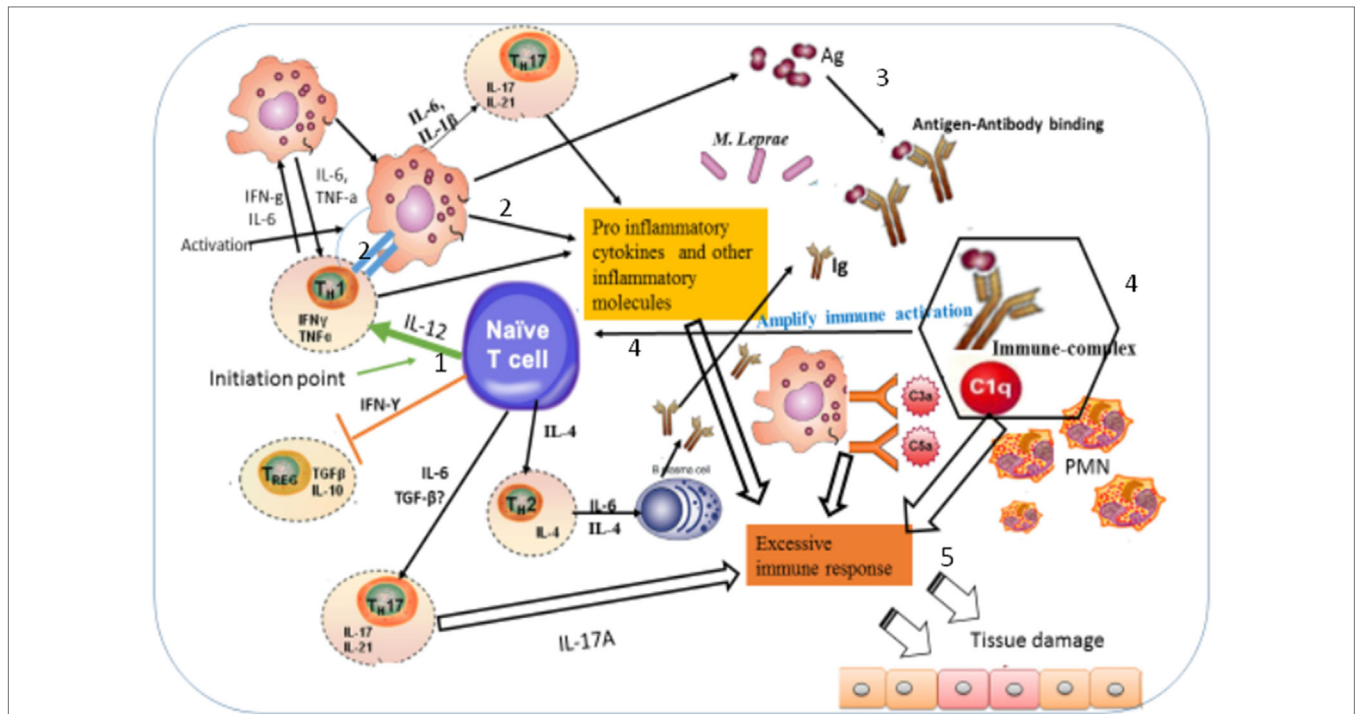 TH17
IL-17
IL-21
IL-6,
IL-1β
Ag
3
Antigen-Antibody binding
M. Leprae
IFN-g
IL-6
IL-6,
TNF-a
Activation
2
2
TH1
IFNγ
TNFα
Pro inflammatory
cytokines and other
inflammatory
molecules
Ig
4
Amplify immune activation
Immune-complex
C1q
Naïve
T cell
IL-12
1
4
Initiation point
IFN-Y
TREG
TGFβ
IL-10
IL-4
IL-6
TGF-β?
TH2
IL-4
IL-6
IL-4
B plasma cell
C3a
C5a
PMN
Excessive
immune response
5
TH17
IL-17
IL-21
IL-17A
Tissue damage